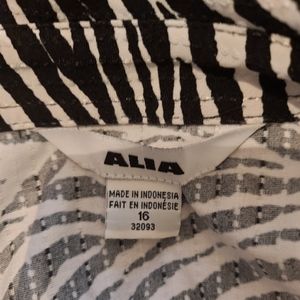 ALIA
MADE IN INDONESIA
FAIT EN INDONÉSIE
16
32093